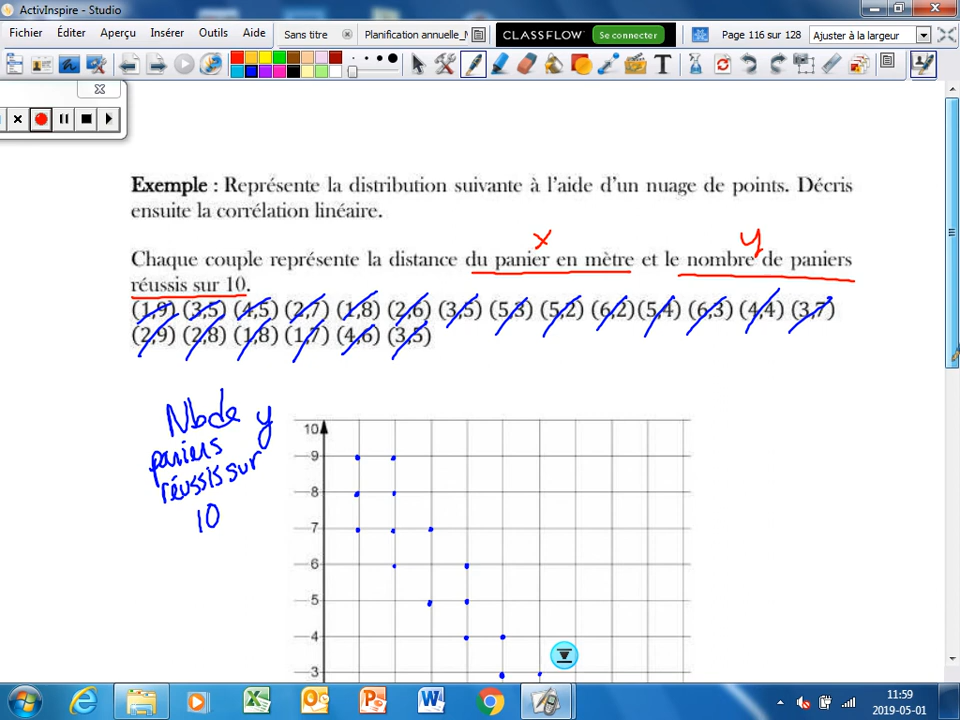 ActivInspire - Studio
Fichier Éditer Aperçu Insérer Outils Aide Sans titre Planification annuelle_N CLASSFLOW Se connecter Page 116 sur 128 Ajuster à la largeur
Exemple : Représente la distribution suivante à l'aide d'un nuage de points. Décris
ensuite la corrélation linéaire.
x y
Chaque couple représente la distance du panier en mètre et le nombre de paniers
réussis sur 10.
(1,9) (3,5) (4,5) (2,7) (1,8) (2,6) (3,5) (5,3) (5,2) (6,2) (5,4) (6,3) (4,4) (3,7)
(2,9) (2,8) (1,8) (1,7) (4,6) (3,5)
Nb de y
paniers
réussis sur
10
10
9
8
7
6
5
4
3
11:59
2019-05-01